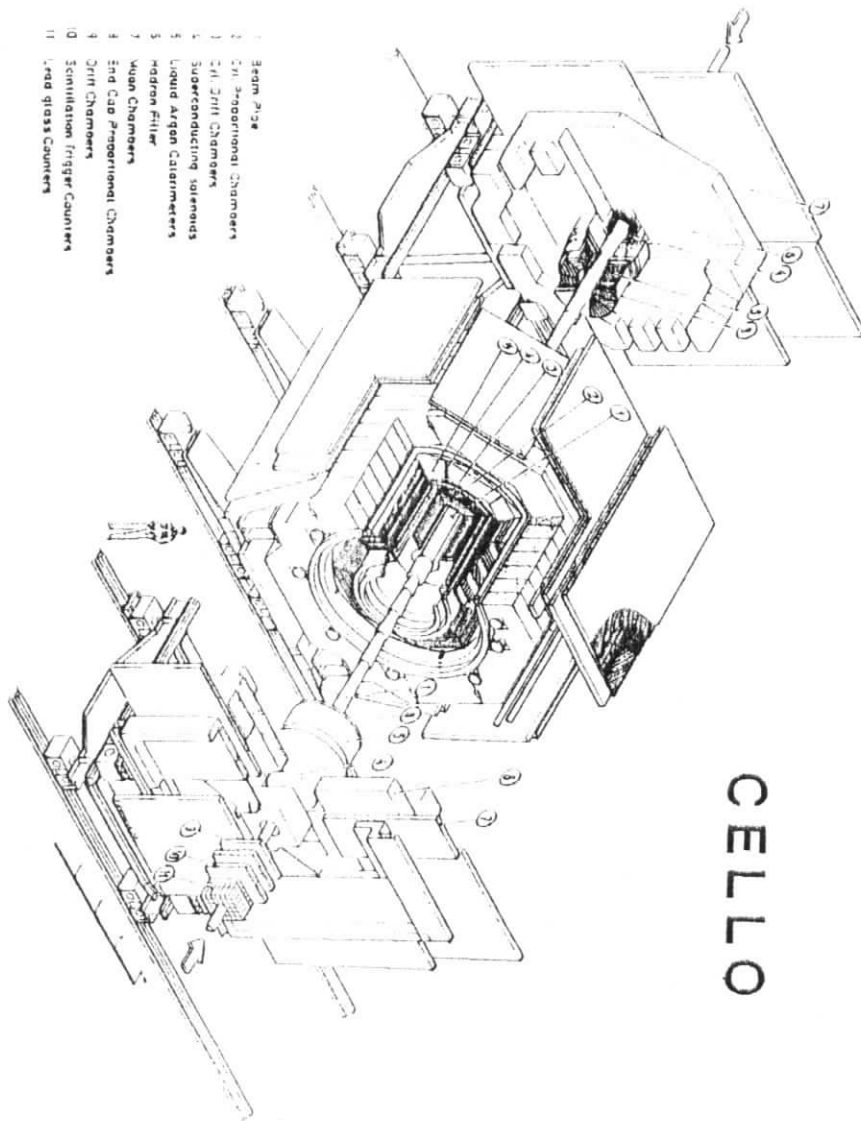 CELLO
1 Beam Pipe
2 Cyl. Proportional Chambers
3 Cyl. Drift Chambers
4 Superconducting solenoids
5 Liquid Argon Calorimeters
6 Hadron Filter
7 Muon Chambers
8 End Cap Proportional Chambers
9 Drift Chambers
10 Scintillation Trigger Counters
11 Lead glass Counters